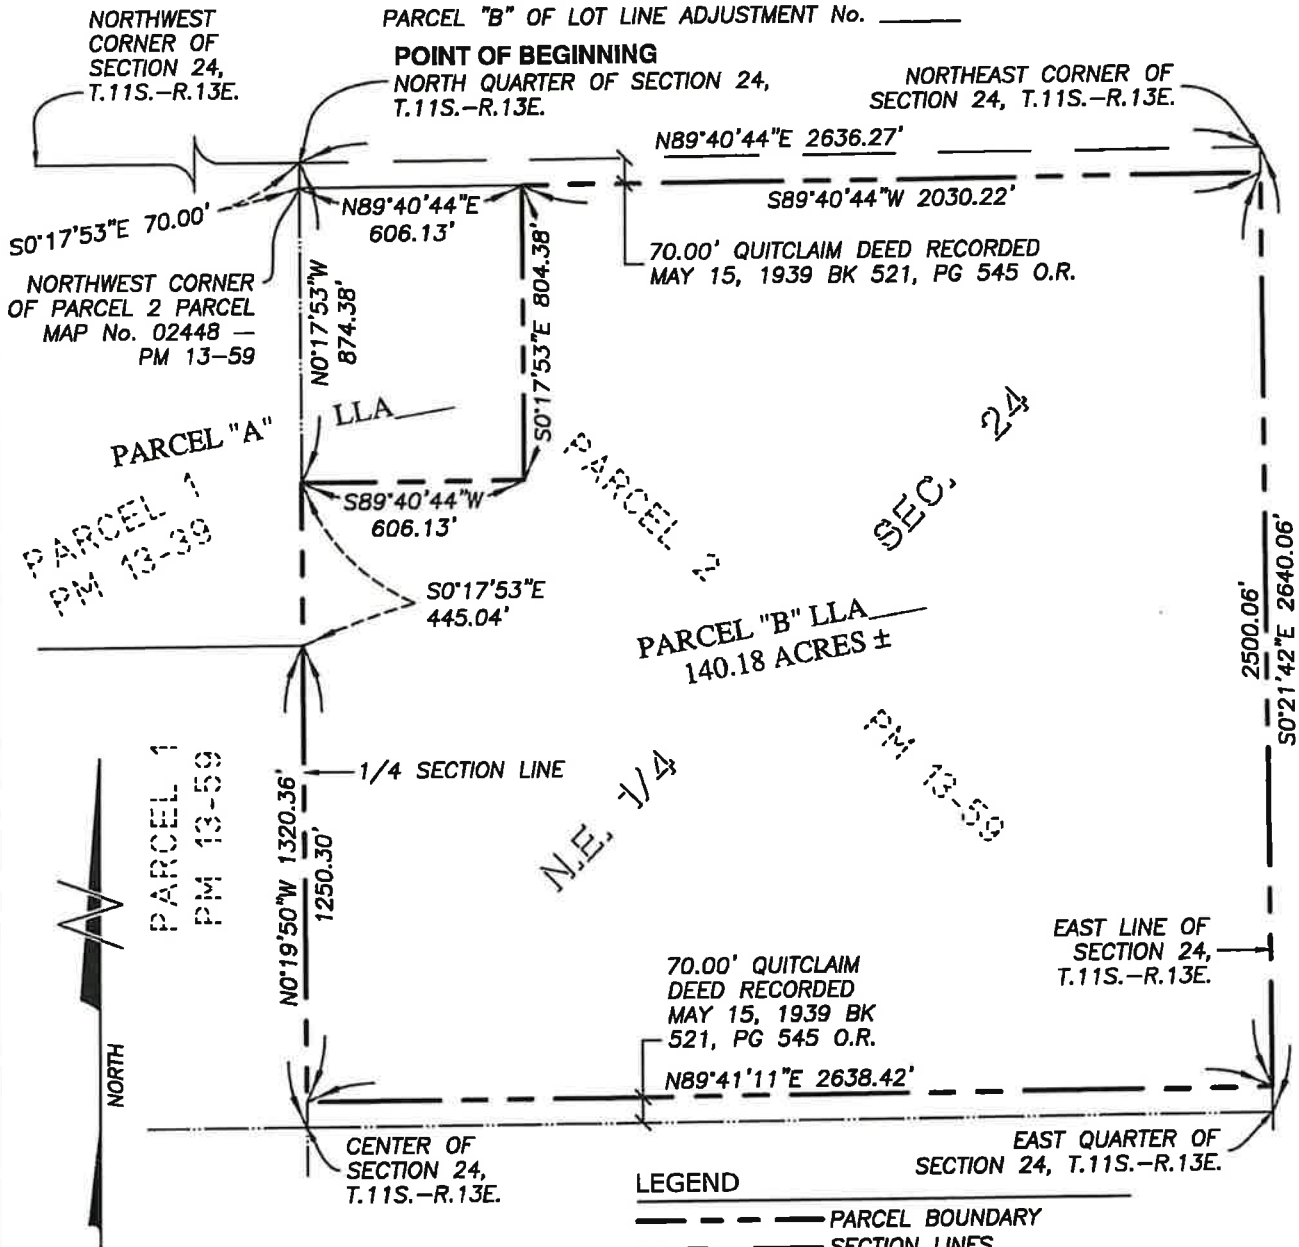 PARCEL "B" OF LOT LINE ADJUSTMENT No. ______
NORTHWEST
CORNER OF
SECTION 24,
T.11S.–R.13E.
POINT OF BEGINNING
NORTH QUARTER OF SECTION 24,
T.11S.–R.13E.
NORTHEAST CORNER OF
SECTION 24, T.11S.–R.13E.
N89°40'44"E 2636.27'
S0°17'53"E 70.00'
N89°40'44"E
606.13'
S89°40'44"W 2030.22'
70.00' QUITCLAIM DEED RECORDED
MAY 15, 1939 BK 521, PG 545 O.R.
NORTHWEST CORNER
OF PARCEL 2 PARCEL
MAP No. 02448 –
PM 13–59
N0°17'53"W
874.38'
S0°17'53"E 804.38'
PARCEL "A" LLA____
PARCEL 1
PM 13-39
S89°40'44"W
606.13'
PARCEL 2
SEC. 24
S0°17'53"E
445.04'
PARCEL "B" LLA____
140.18 ACRES ±
2500.06'
S0°21'42"E 2640.06'
PARCEL 1
PM 13-59
1/4 SECTION LINE
N0°19'50"W 1320.36'
1250.30'
N.E. 1/4
PM 13-59
EAST LINE OF
SECTION 24,
T.11S.–R.13E.
70.00' QUITCLAIM
DEED RECORDED
MAY 15, 1939 BK
521, PG 545 O.R.
N89°41'11"E 2638.42'
NORTH
CENTER OF
SECTION 24,
T.11S.–R.13E.
EAST QUARTER OF
SECTION 24, T.11S.–R.13E.
LEGEND
PARCEL BOUNDARY
SECTION LINES